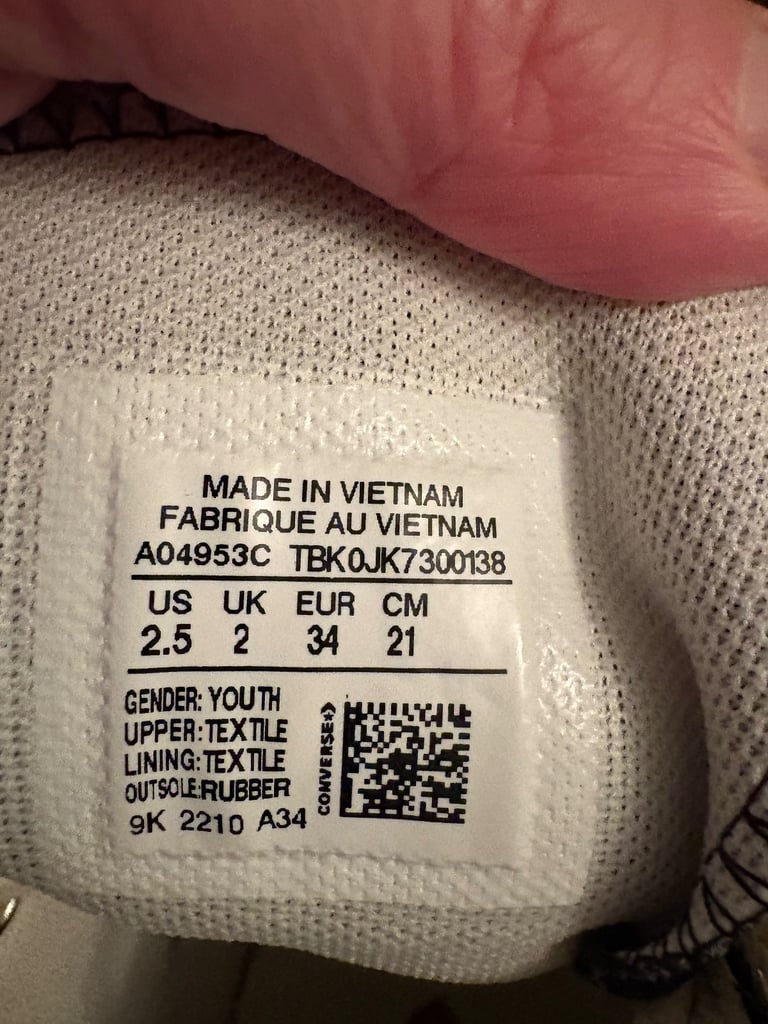 MADE IN VIETNAM
FABRIQUE AU VIETNAM
A04953C TBK0JK7300138
US UK EUR CM
2.5 2 34 21
GENDER: YOUTH
UPPER:TEXTILE
LINING:TEXTILE
OUTSOLE:RUBBER
9K 2210 A34
CONVERSE